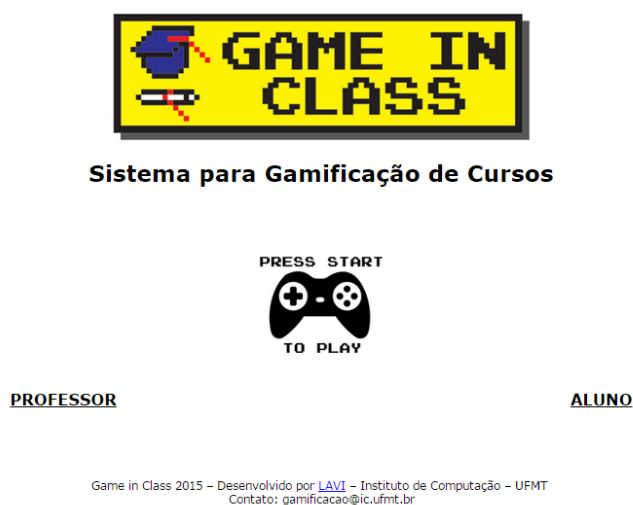 GAME IN
CLASS
Sistema para Gamificação de Cursos
PRESS START
TO PLAY
PROFESSOR
ALUNO
Game in Class 2015 – Desenvolvido por LAVI – Instituto de Computação – UFMT
Contato: gamificacao@ic.ufmt.br